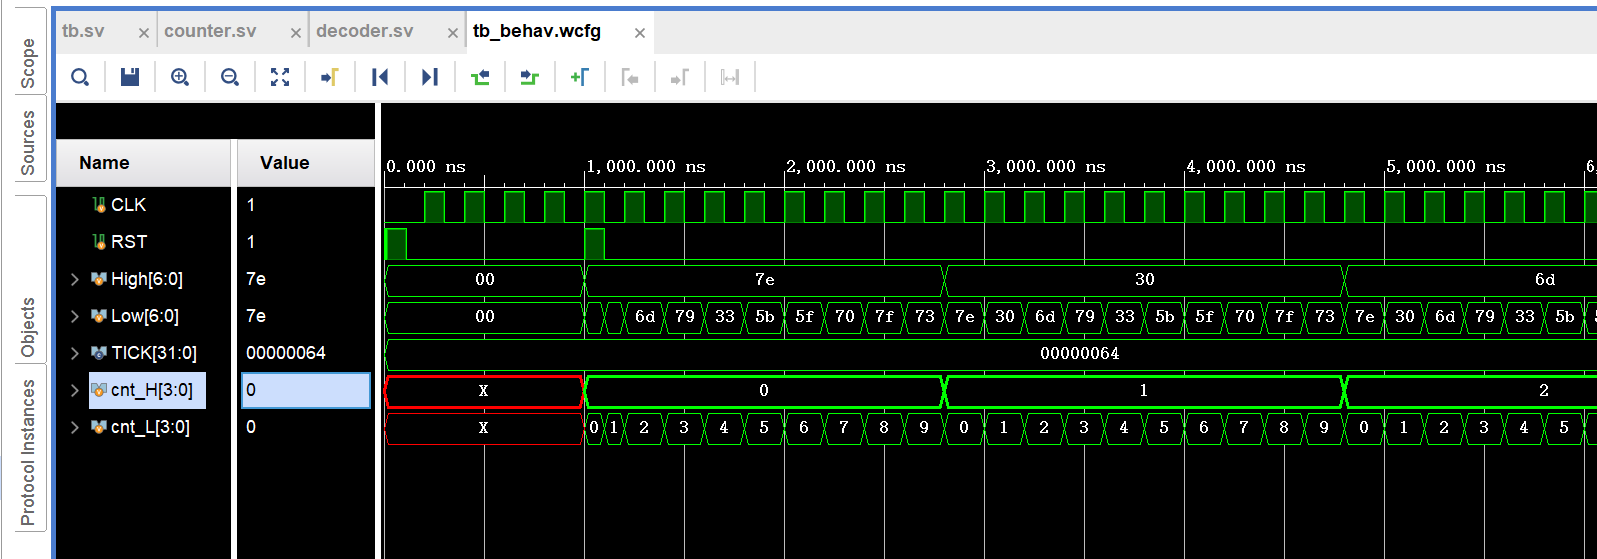 tb.sv × counter.sv × decoder.sv × tb_behav.wcfg ×
Scope
Sources
Objects
Protocol Instances
Name Value
0.000 ns 1,000.000 ns 2,000.000 ns 3,000.000 ns 4,000.000 ns 5,000.000 ns 6,
CLK 1
RST 1
High[6:0] 7e 00 7e 30 6d
Low[6:0] 7e 00 6d 79 33 5b 5f 70 7f 73 7e 30 6d 79 33 5b 5f 70 7f 73 7e 30 6d 79 33 5b
TICK[31:0] 00000064 00000064
cnt_H[3:0] 0 X 0 1 2
cnt_L[3:0] 0 X 0 1 2 3 4 5 6 7 8 9 0 1 2 3 4 5 6 7 8 9 0 1 2 3 4 5